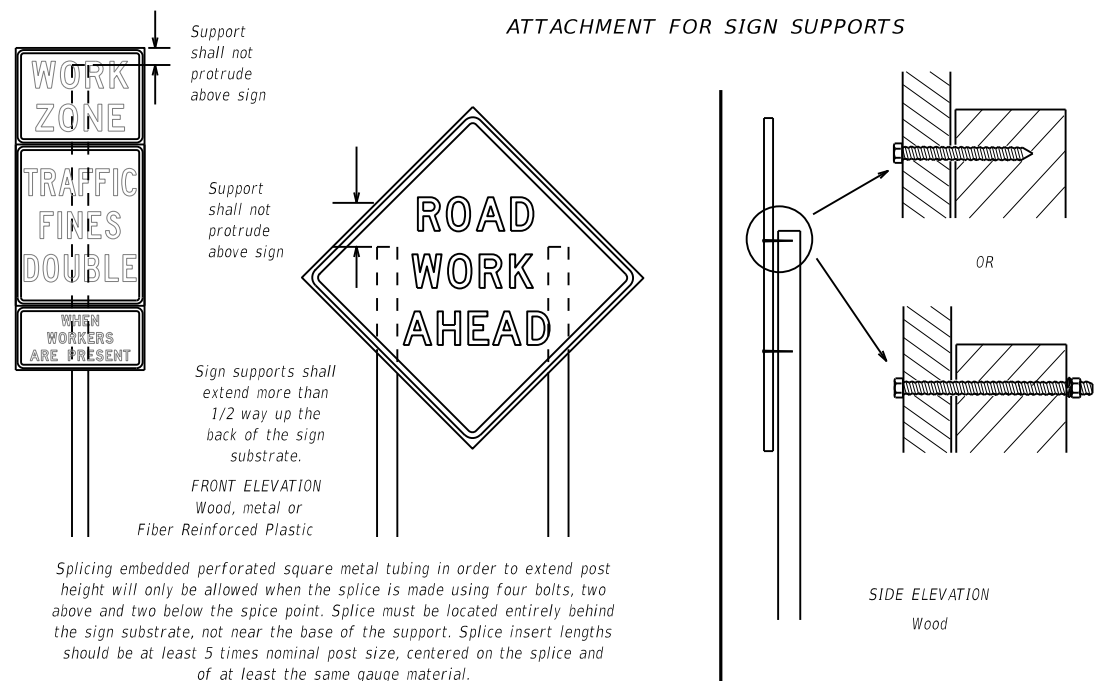 ATTACHMENT FOR SIGN SUPPORTS
Support
shall not
protrude
above sign
WORK
ZONE
TRAFFIC
FINES
DOUBLE
WHEN
WORKERS
ARE PRESENT
Support
shall not
protrude
above sign
ROAD
WORK
AHEAD
Sign supports shall
extend more than
1/2 way up the
back of the sign
substrate.
FRONT ELEVATION
Wood, metal or
Fiber Reinforced Plastic
Splicing embedded perforated square metal tubing in order to extend post
height will only be allowed when the splice is made using four bolts, two
above and two below the spice point. Splice must be located entirely behind
the sign substrate, not near the base of the support. Splice insert lengths
should be at least 5 times nominal post size, centered on the splice and
of at least the same gauge material.
OR
SIDE ELEVATION
Wood